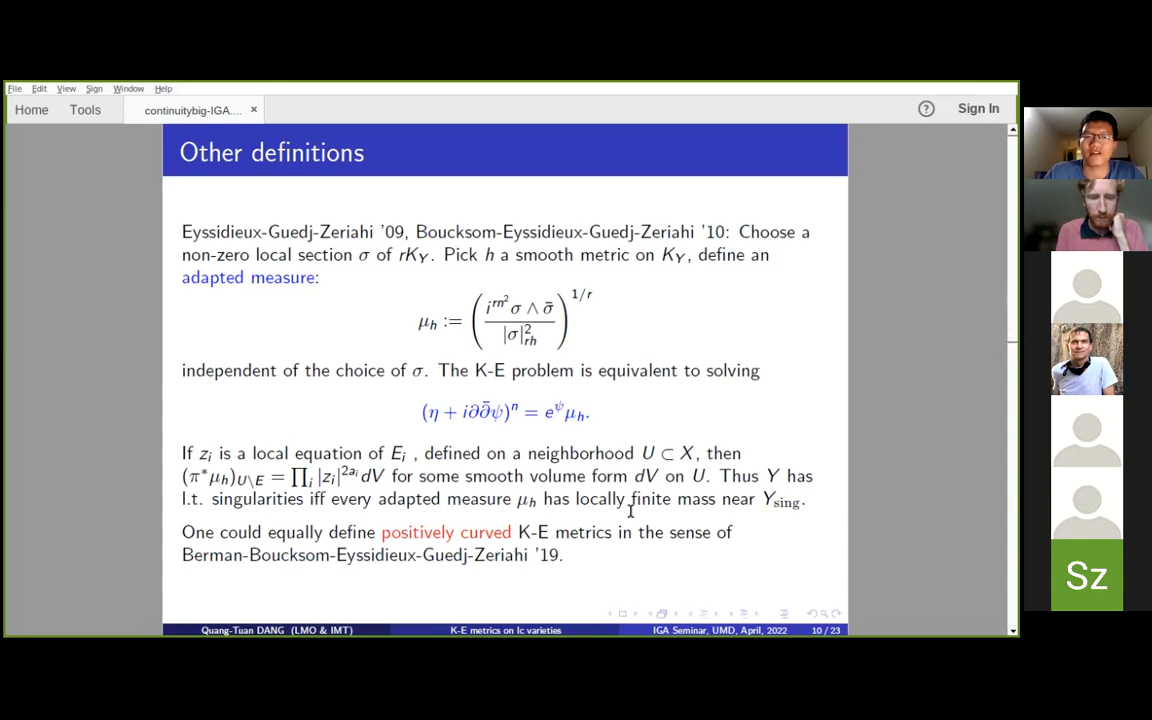 File Edit View Sign Window Help
Home Tools continuitybig-IGA.... × ? Sign In
Other definitions
Eyssidieux-Guedj-Zeriahi '09, Boucksom-Eyssidieux-Guedj-Zeriahi '10: Choose a
non-zero local section σ of rK_Y. Pick h a smooth metric on K_Y, define an
adapted measure:
μ_h := ( i^{rn^2} σ ∧ σ̄ / |σ|^2_{rh} )^{1/r}
independent of the choice of σ. The K-E problem is equivalent to solving
(η + i∂∂̄ψ)^n = e^ψ μ_h.
If z_i is a local equation of E_i , defined on a neighborhood U ⊂ X, then
(π*μ_h)_{U\E} = ∏_i |z_i|^{2a_i} dV for some smooth volume form dV on U. Thus Y has
l.t. singularities iff every adapted measure μ_h has locally finite mass near Y_sing.
One could equally define positively curved K-E metrics in the sense of
Berman-Boucksom-Eyssidieux-Guedj-Zeriahi '19.
Quang-Tuan DANG (LMO & IMT) K-E metrics on lc varieties IGA Seminar, UMD, April, 2022 10 / 23
Sz